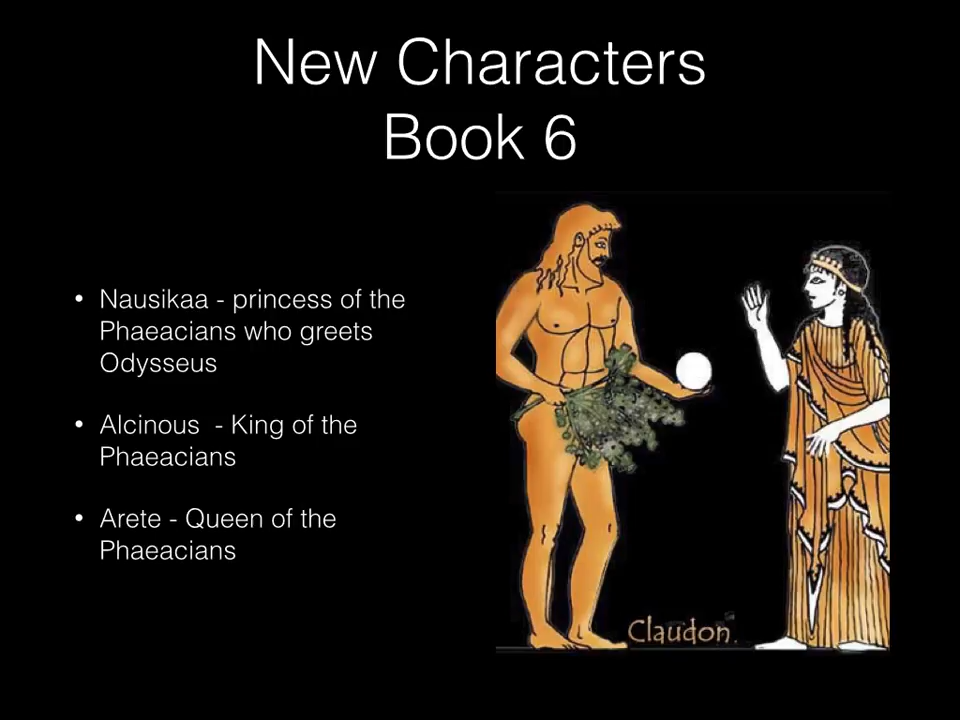 New Characters
Book 6
• Nausikaa - princess of the
Phaeacians who greets
Odysseus
• Alcinous  - King of the
Phaeacians
• Arete - Queen of the
Phaeacians
Claudon.